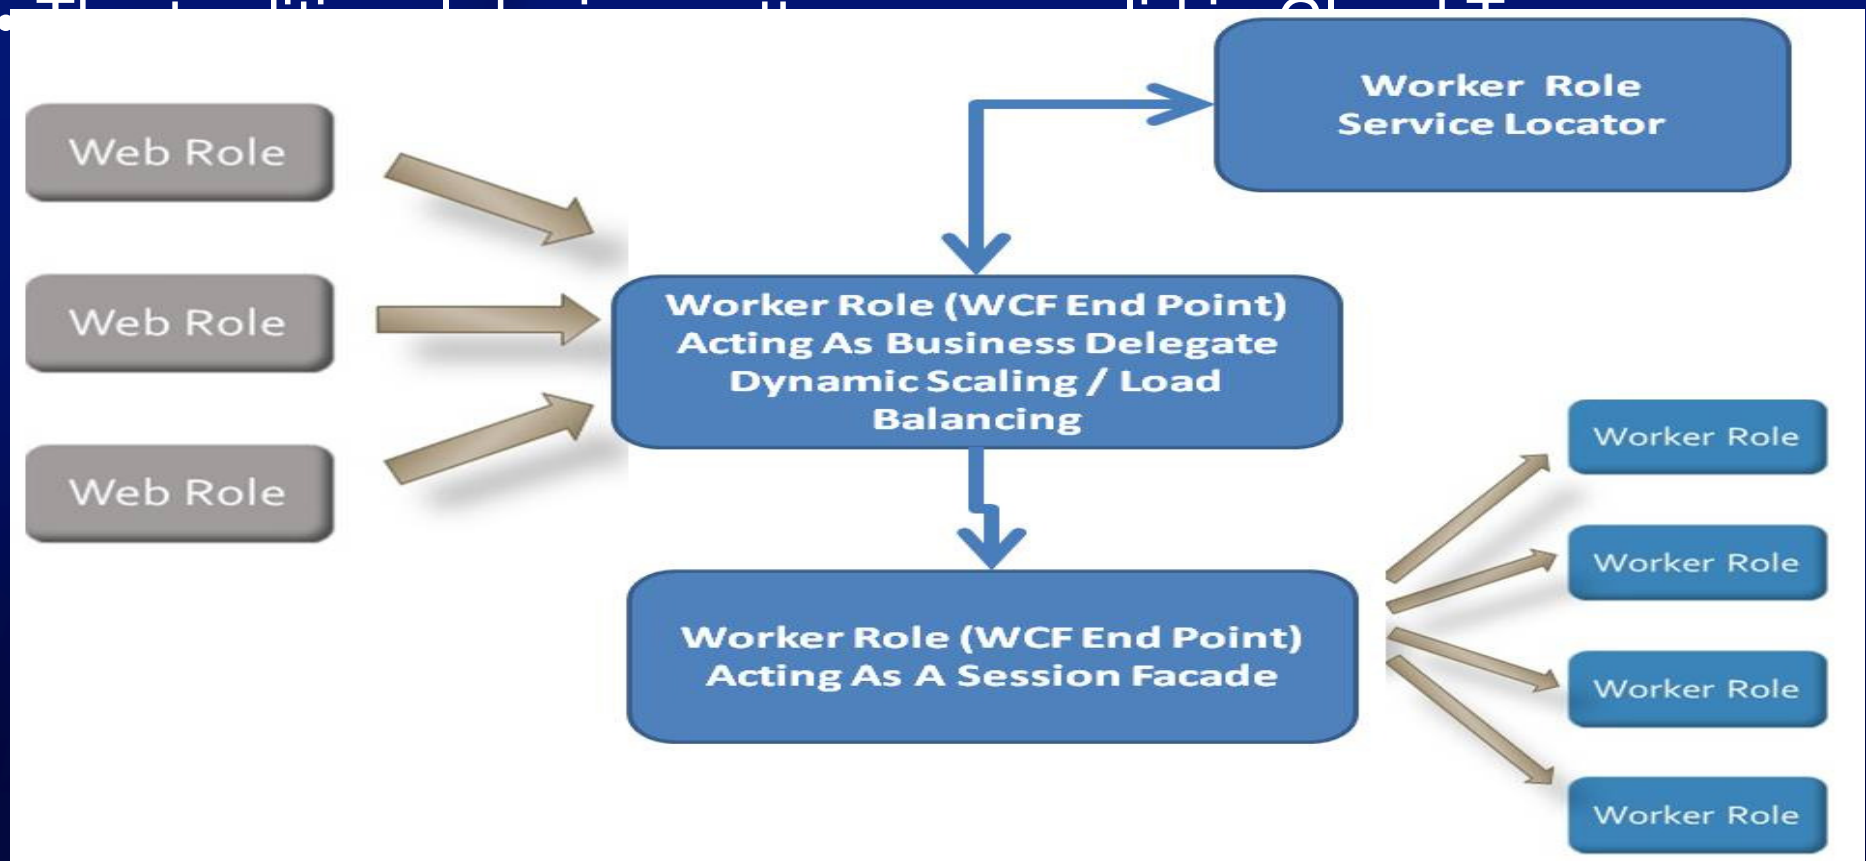 Web Role
Web Role
Web Role
Worker Role
Service Locator
Worker Role (WCF End Point)
Acting As Business Delegate
Dynamic Scaling / Load
Balancing
Worker Role (WCF End Point)
Acting As A Session Facade
Worker Role
Worker Role
Worker Role
Worker Role